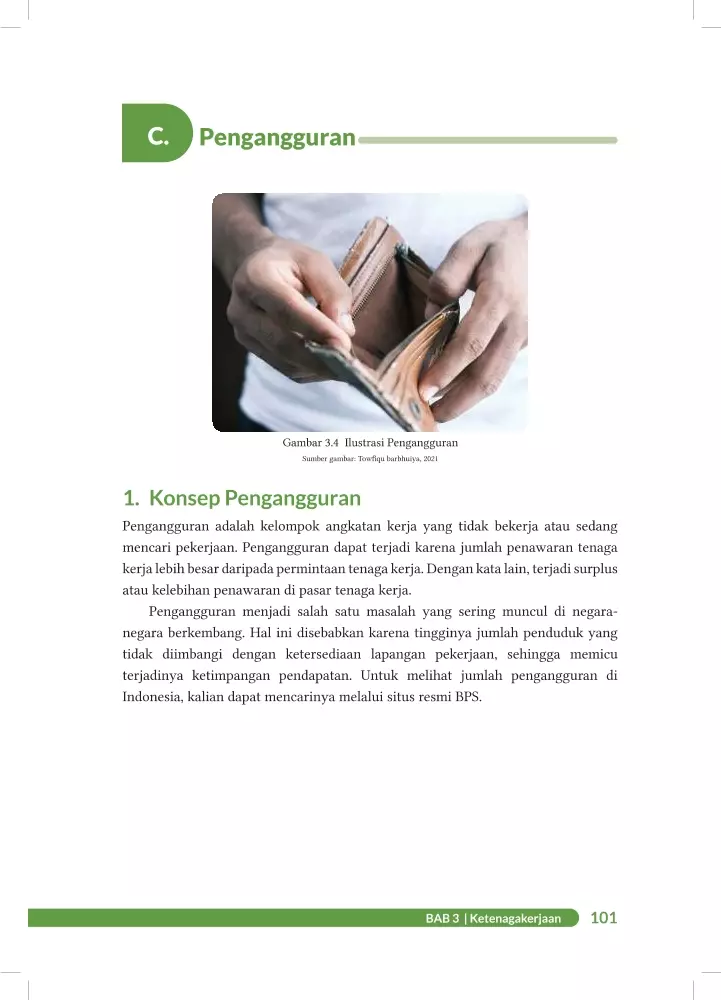 C.
Pengangguran
Gambar 3.4 Ilustrasi Pengangguran
Sumber gambar: Towfiqu barbhuiya, 2021
1. Konsep Pengangguran
Pengangguran adalah kelompok angkatan kerja yang tidak bekerja atau sedang
mencari pekerjaan. Pengangguran dapat terjadi karena jumlah penawaran tenaga
kerja lebih besar daripada permintaan tenaga kerja. Dengan kata lain, terjadi surplus
atau kelebihan penawaran di pasar tenaga kerja.
Pengangguran menjadi salah satu masalah yang sering muncul di negara-
negara berkembang. Hal ini disebabkan karena tingginya jumlah penduduk yang
tidak diimbangi dengan ketersediaan lapangan pekerjaan, sehingga memicu
terjadinya ketimpangan pendapatan. Untuk melihat jumlah pengangguran di
Indonesia, kalian dapat mencarinya melalui situs resmi BPS.
BAB 3 | Ketenagakerjaan 101